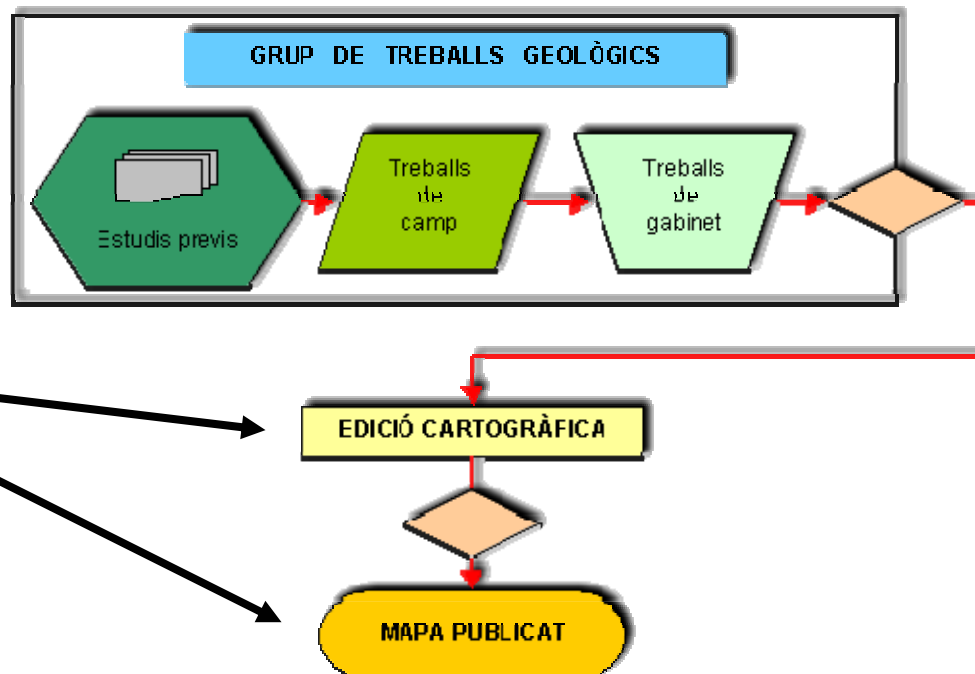 GRUP DE TREBALLS GEOLÒGICS
Estudis previs
Treballs
de
camp
Treballs
de
gabinet
EDICIÓ CARTOGRÀFICA
MAPA PUBLICAT